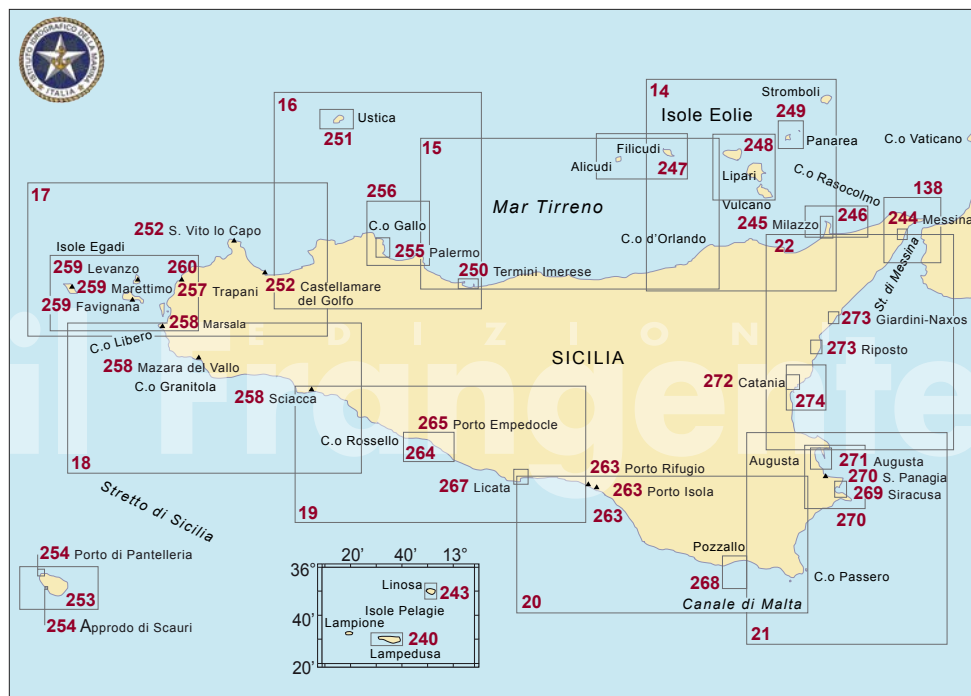 ISTITUTO IDROGRAFICO DELLA MARINA
ITALIA
16
14
Stromboli
249
Isole Eolie
Ustica
251
15
Filicudi
Alicudi
247
248
Panarea
C.o Vaticano
Lipari
C.o Rasocolmo
138
17
256
Mar Tirreno
Vulcano
252 S. Vito lo Capo
C.o Gallo
245 Milazzo
246
244 Messina
C.o d'Orlando
22
Isole Egadi
255 Palermo
St. di Messina
259 Levanzo
260
250 Termini Imerese
259 Marettimo
257 Trapani
252 Castellamare
del Golfo
259 Favignana
258 Marsala
273
Giardini-Naxos
C.o Libero
EDIZION
il Frangente
SICILIA
273 Riposto
258
Mazara del Vallo
C.o Granitola
272 Catania
274
258 Sciacca
265 Porto Empedocle
C.o Rossello
264
Augusta
271 Augusta
18
263 Porto Rifugio
270 S. Panagia
267 Licata
263 Porto Isola
269 Siracusa
Stretto di Sicilia
19
263
270
254 Porto di Pantelleria
Pozzallo
268
C.o Passero
253
254 Approdo di Scauri
20' 40' 13°
36°
Linosa
243
Isole Pelagie
Lampione
240
40'
Lampedusa
20'
20
Canale di Malta
21